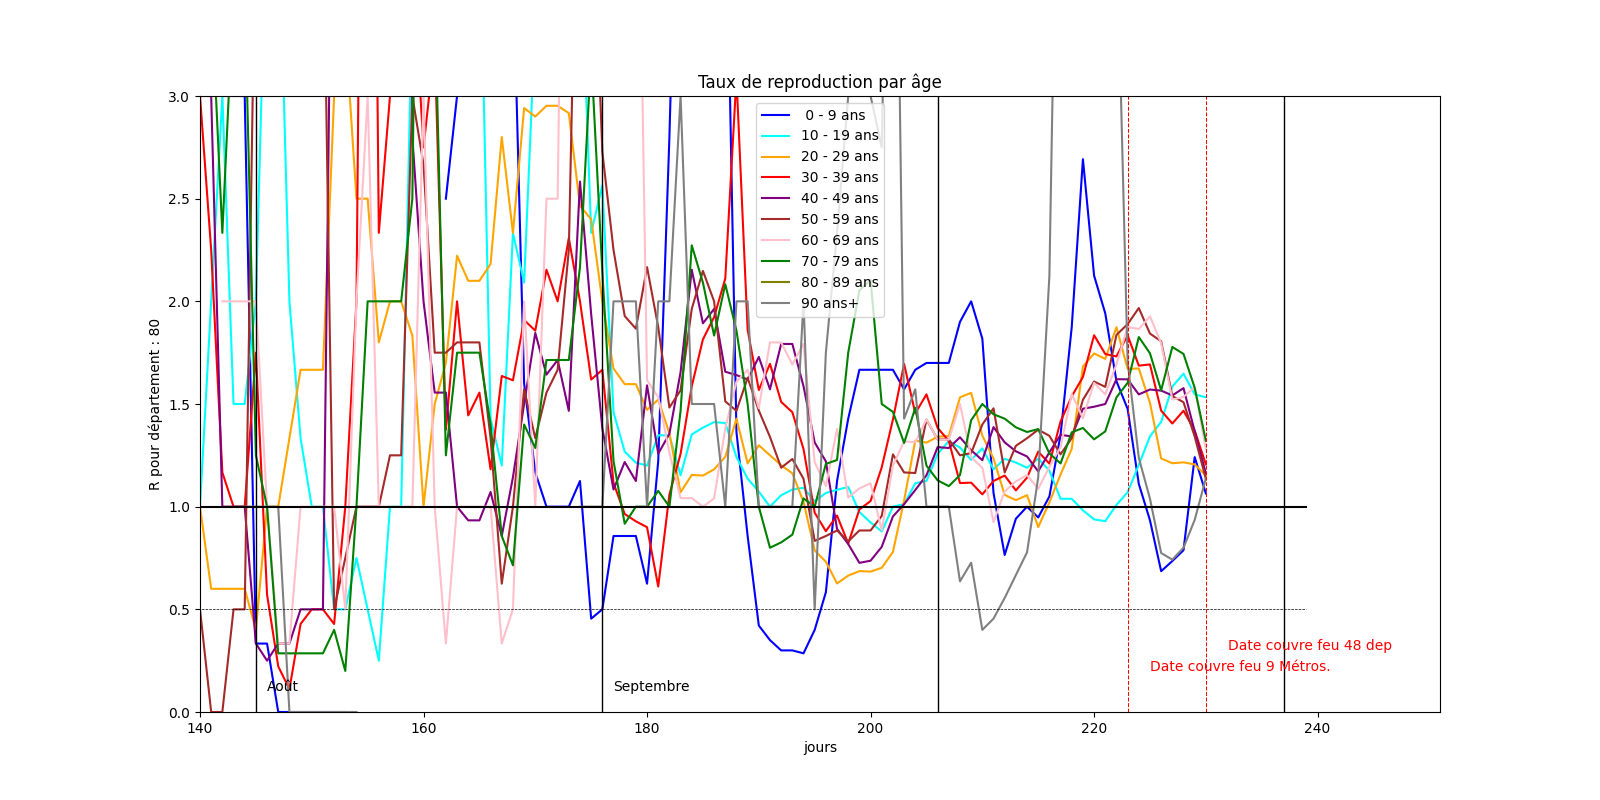 Taux de reproduction par âge
R pour département : 80
3.0
2.5
2.0
1.5
1.0
0.5
0.0
0 - 9 ans
10 - 19 ans
20 - 29 ans
30 - 39 ans
40 - 49 ans
50 - 59 ans
60 - 69 ans
70 - 79 ans
80 - 89 ans
90 ans+
Date couvre feu 48 dep
Date couvre feu 9 Métros.
Août
Septembre
140
160
180
200
220
240
jours